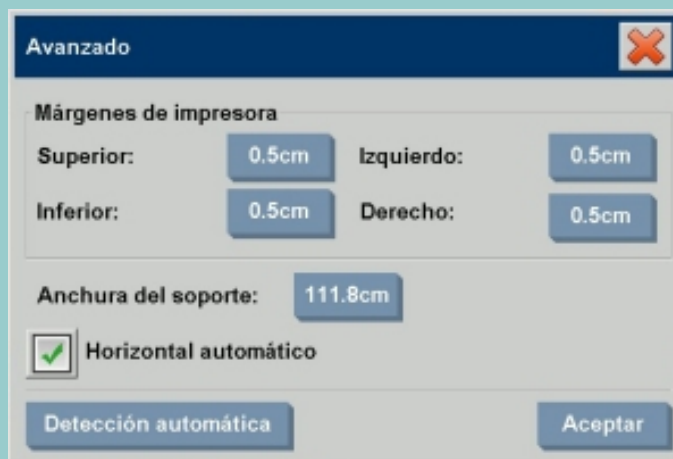 Avanzado
Márgenes de impresora
Superior: 0.5cm Izquierdo: 0.5cm
Inferior: 0.5cm Derecho: 0.5cm
Anchura del soporte: 111.8cm
Horizontal automático
Detección automática Aceptar